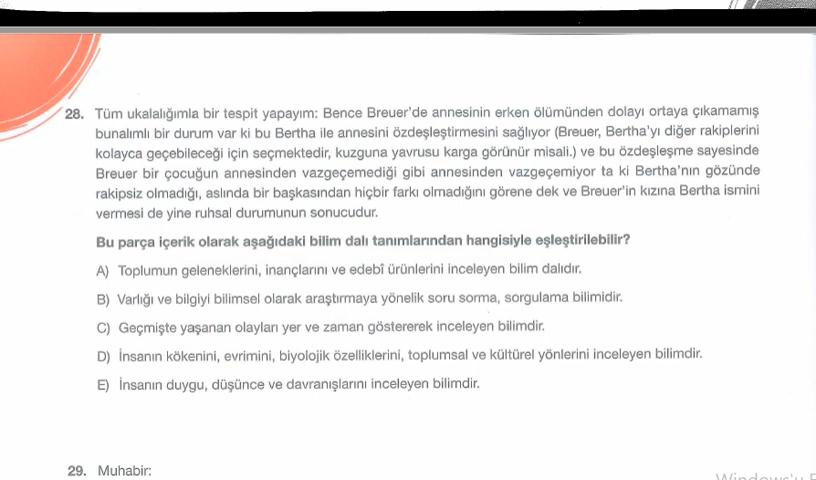 28. Tüm ukalalığımla bir tespit yapayım: Bence Breuer'de annesinin erken ölümünden dolayı ortaya çıkamamış
bunalımlı bir durum var ki bu Bertha ile annesini özdeşleştirmesini sağlıyor (Breuer, Bertha'yı diğer rakiplerini
kolayca geçebileceği için seçmektedir, kuzguna yavrusu karga görünür misali.) ve bu özdeşleşme sayesinde
Breuer bir çocuğun annesinden vazgeçemediği gibi annesinden vazgeçemiyor ta ki Bertha'nın gözünde
rakipsiz olmadığı, aslında bir başkasından hiçbir farkı olmadığını görene dek ve Breuer'in kızına Bertha ismini
vermesi de yine ruhsal durumunun sonucudur.
Bu parça içerik olarak aşağıdaki bilim dalı tanımlarından hangisiyle eşleştirilebilir?
A) Toplumun geleneklerini, inançlarını ve edebî ürünlerini inceleyen bilim dalıdır.
B) Varlığı ve bilgiyi bilimsel olarak araştırmaya yönelik soru sorma, sorgulama bilimidir.
C) Geçmişte yaşanan olayları yer ve zaman göstererek inceleyen bilimdir.
D) İnsanın kökenini, evrimini, biyolojik özelliklerini, toplumsal ve kültürel yönlerini inceleyen bilimdir.
E) İnsanın duygu, düşünce ve davranışlarını inceleyen bilimdir.
29. Muhabir:
Windows'u